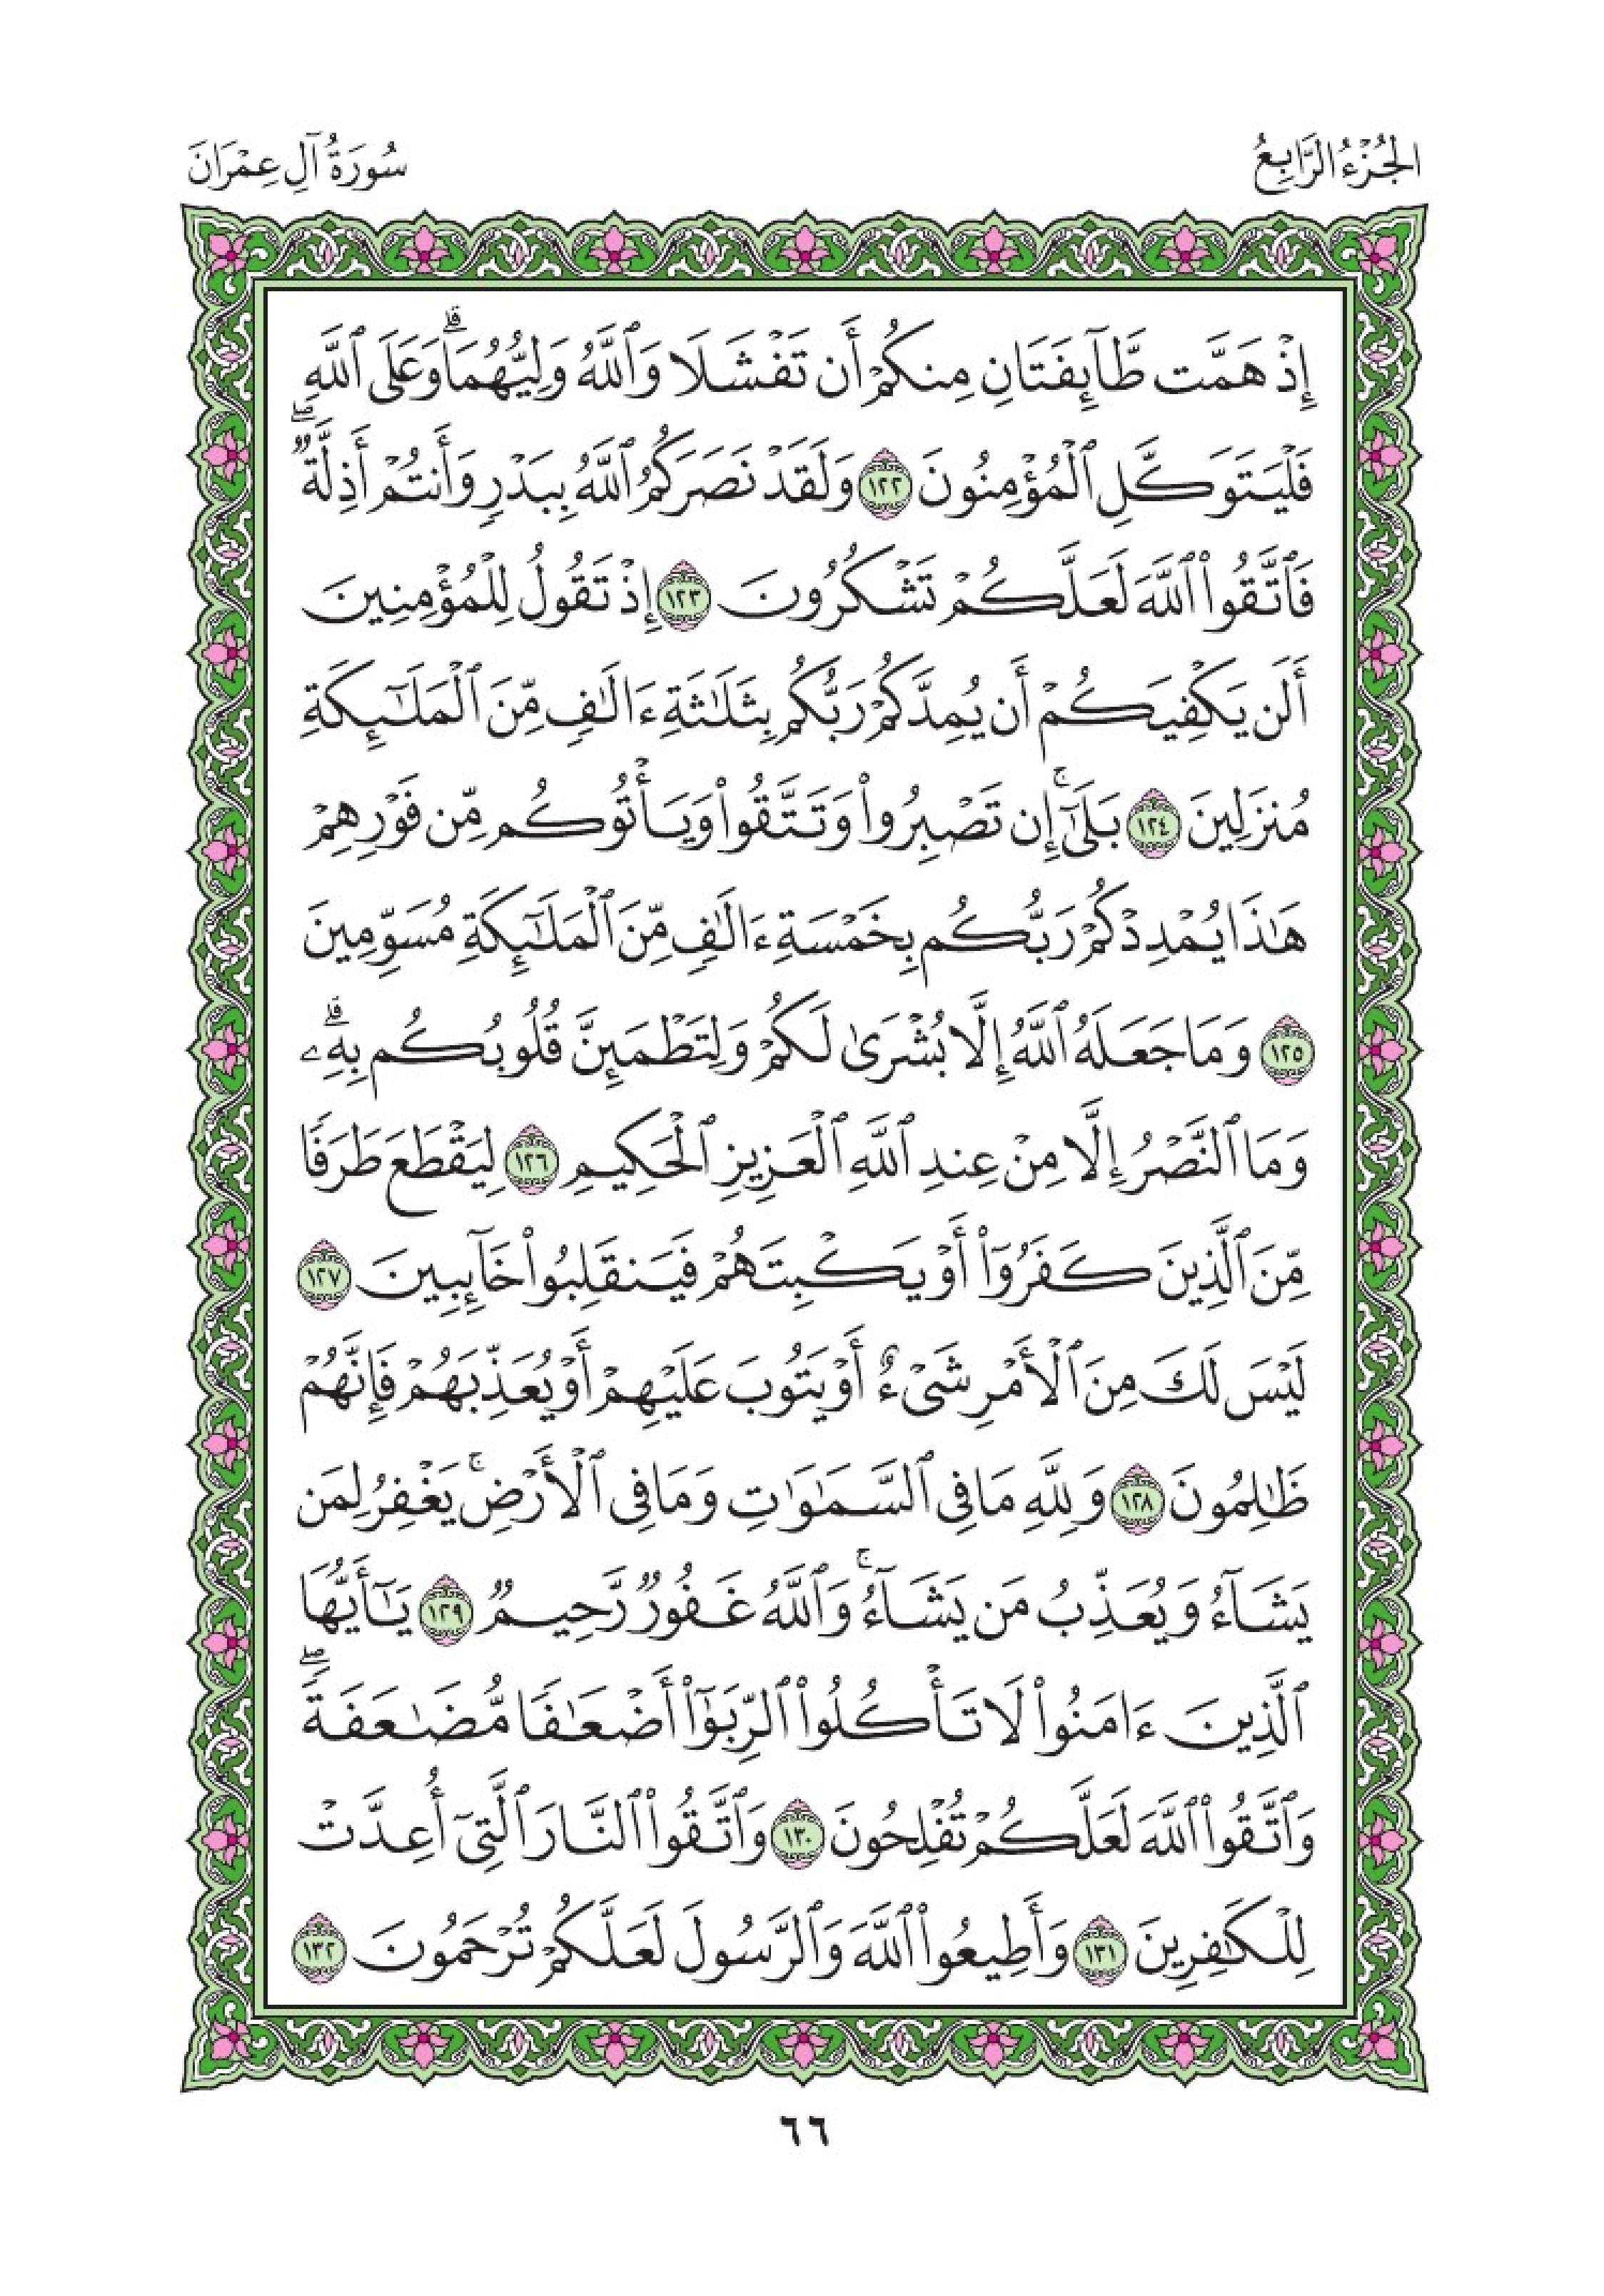 الجُزْءُ الرَّابِعُ
سُورَةُ آلِ عِمْرَانَ
إِذْ هَمَّت طَّآئِفَتَانِ مِنكُمْ أَن تَفْشَلَا وَٱللَّهُ وَلِيُّهُمَاۗ وَعَلَى ٱللَّهِ
فَلْيَتَوَكَّلِ ٱلْمُؤْمِنُونَ ١٢٢ وَلَقَدْ نَصَرَكُمُ ٱللَّهُ بِبَدْرٍ وَأَنتُمْ أَذِلَّةٌۖ
فَٱتَّقُوا۟ ٱللَّهَ لَعَلَّكُمْ تَشْكُرُونَ ١٢٣ إِذْ تَقُولُ لِلْمُؤْمِنِينَ
أَلَن يَكْفِيَكُمْ أَن يُمِدَّكُمْ رَبُّكُم بِثَلَـٰثَةِ ءَالَـٰفٍ مِّنَ ٱلْمَلَـٰٓئِكَةِ
مُنزَلِينَ ١٢٤ بَلَىٰٓۚ إِن تَصْبِرُوا۟ وَتَتَّقُوا۟ وَيَأْتُوكُم مِّن فَوْرِهِمْ
هَـٰذَا يُمْدِدْكُمْ رَبُّكُم بِخَمْسَةِ ءَالَـٰفٍ مِّنَ ٱلْمَلَـٰٓئِكَةِ مُسَوِّمِينَ
١٢٥ وَمَا جَعَلَهُ ٱللَّهُ إِلَّا بُشْرَىٰ لَكُمْ وَلِتَطْمَئِنَّ قُلُوبُكُم بِهِۦۗ
وَمَا ٱلنَّصْرُ إِلَّا مِنْ عِندِ ٱللَّهِ ٱلْعَزِيزِ ٱلْحَكِيمِ ١٢٦ لِيَقْطَعَ طَرَفًا
مِّنَ ٱلَّذِينَ كَفَرُوٓا۟ أَوْ يَكْبِتَهُمْ فَيَنقَلِبُوا۟ خَآئِبِينَ ١٢٧
لَيْسَ لَكَ مِنَ ٱلْأَمْرِ شَىْءٌ أَوْ يَتُوبَ عَلَيْهِمْ أَوْ يُعَذِّبَهُمْ فَإِنَّهُمْ
ظَـٰلِمُونَ ١٢٨ وَلِلَّهِ مَا فِى ٱلسَّمَـٰوَٰتِ وَمَا فِى ٱلْأَرْضِۚ يَغْفِرُ لِمَن
يَشَآءُ وَيُعَذِّبُ مَن يَشَآءُۚ وَٱللَّهُ غَفُورٌ رَّحِيمٌ ١٢٩ يَـٰٓأَيُّهَا
ٱلَّذِينَ ءَامَنُوا۟ لَا تَأْكُلُوا۟ ٱلرِّبَوٰٓا۟ أَضْعَـٰفًا مُّضَـٰعَفَةًۖ
وَٱتَّقُوا۟ ٱللَّهَ لَعَلَّكُمْ تُفْلِحُونَ ١٣٠ وَٱتَّقُوا۟ ٱلنَّارَ ٱلَّتِىٓ أُعِدَّتْ
لِلْكَـٰفِرِينَ ١٣١ وَأَطِيعُوا۟ ٱللَّهَ وَٱلرَّسُولَ لَعَلَّكُمْ تُرْحَمُونَ ١٣٢
٦٦